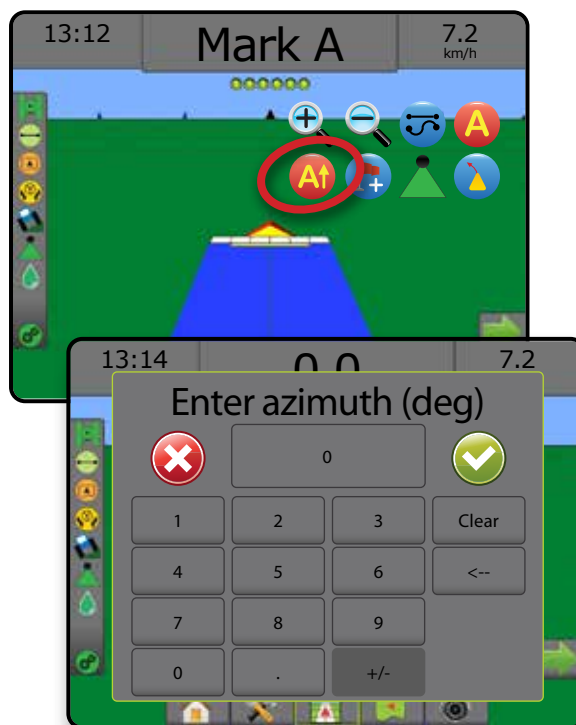 13:12 Mark A 7.2
km/h
A
A
13:14 0.0 7.2
Enter azimuth (deg)
0
1 2 3 Clear
4 5 6 <--
7 8 9
0 . +/-